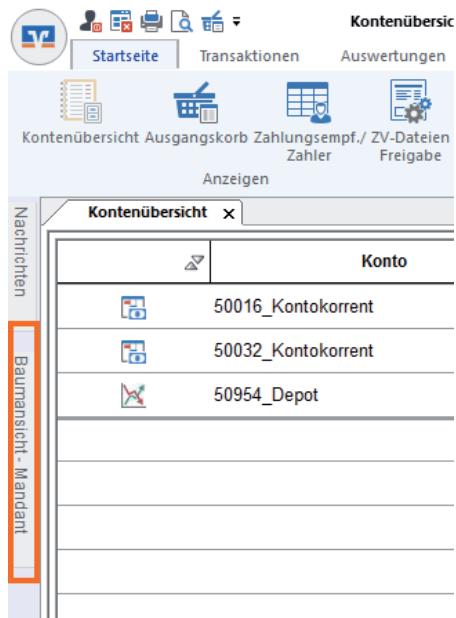 Kontenübersic
Startseite Transaktionen Auswertungen
Kontenübersicht Ausgangskorb Zahlungsempf./ ZV-Dateien
Zahler Freigabe
Anzeigen
Nachrichten
Baumansicht - Mandant
Kontenübersicht x
Konto
50016_Kontokorrent
50032_Kontokorrent
50954_Depot